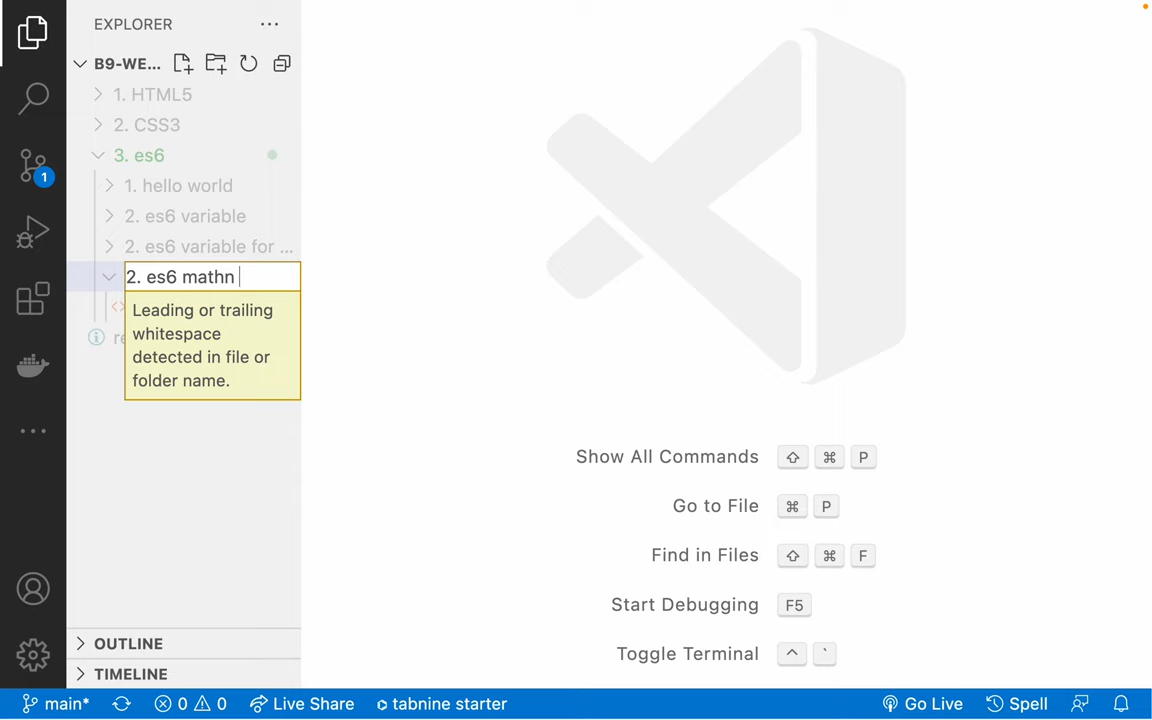 EXPLORER
B9-WE...
1. HTML5
2. CSS3
3. es6
1. hello world
2. es6 variable
2. es6 variable for ...
2. es6 mathn
Leading or trailing
whitespace
detected in file or
folder name.
re
1
Show All Commands ⇧ ⌘ P
Go to File ⌘ P
Find in Files ⇧ ⌘ F
Start Debugging F5
Toggle Terminal ^ `
OUTLINE
TIMELINE
main* 0 0 Live Share tabnine starter Go Live Spell